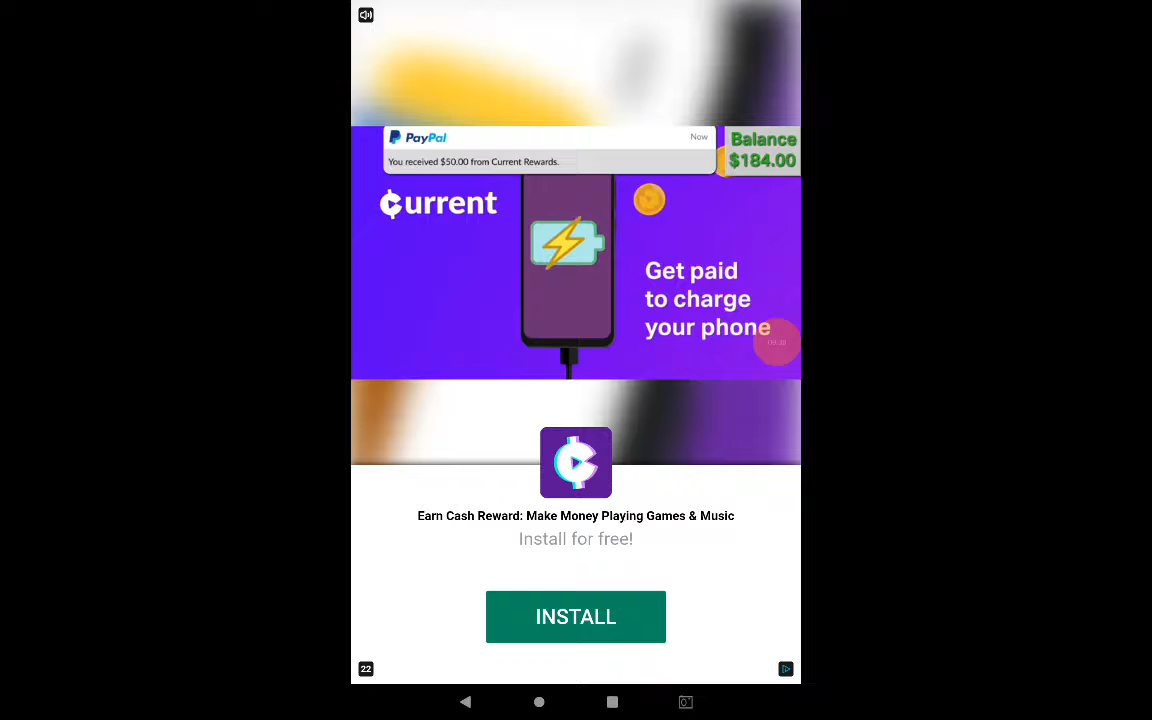 PayPal
Now
You received $50.00 from Current Rewards.
Balance
$184.00
Current
Get paid
to charge
your phone
Earn Cash Reward: Make Money Playing Games & Music
Install for free!
INSTALL
22